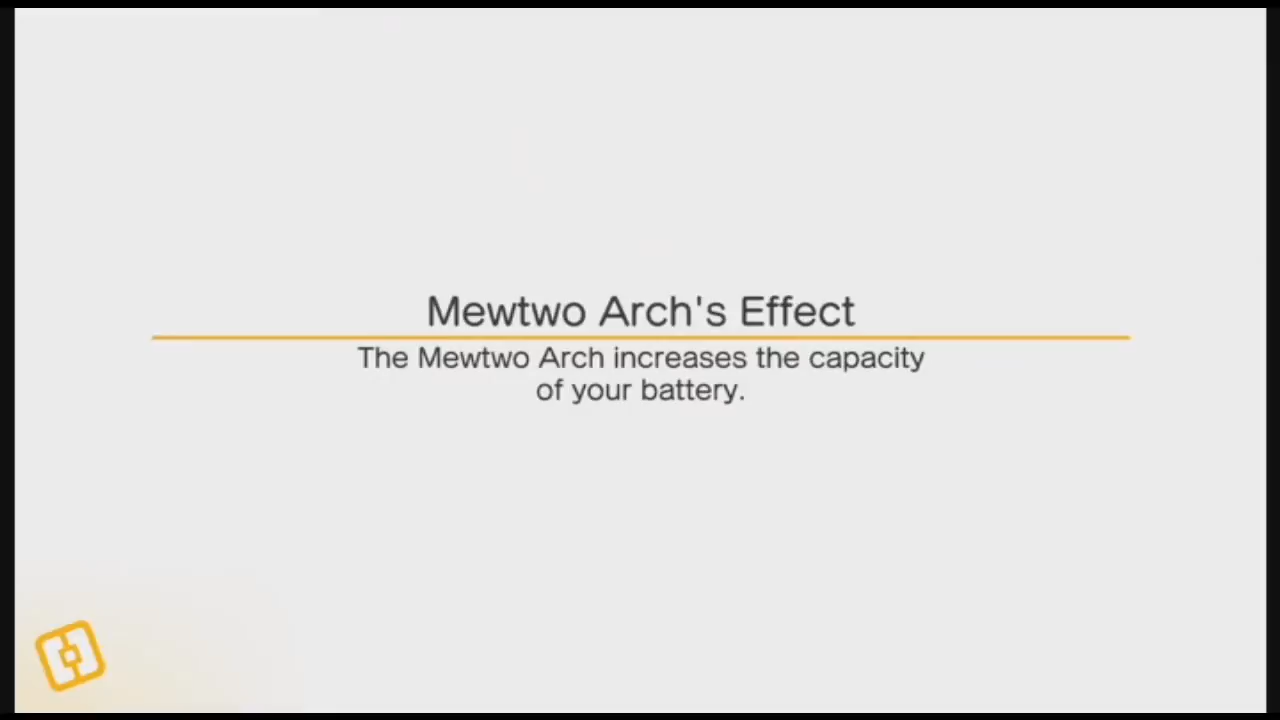 Mewtwo Arch's Effect
The Mewtwo Arch increases the capacity
of your battery.